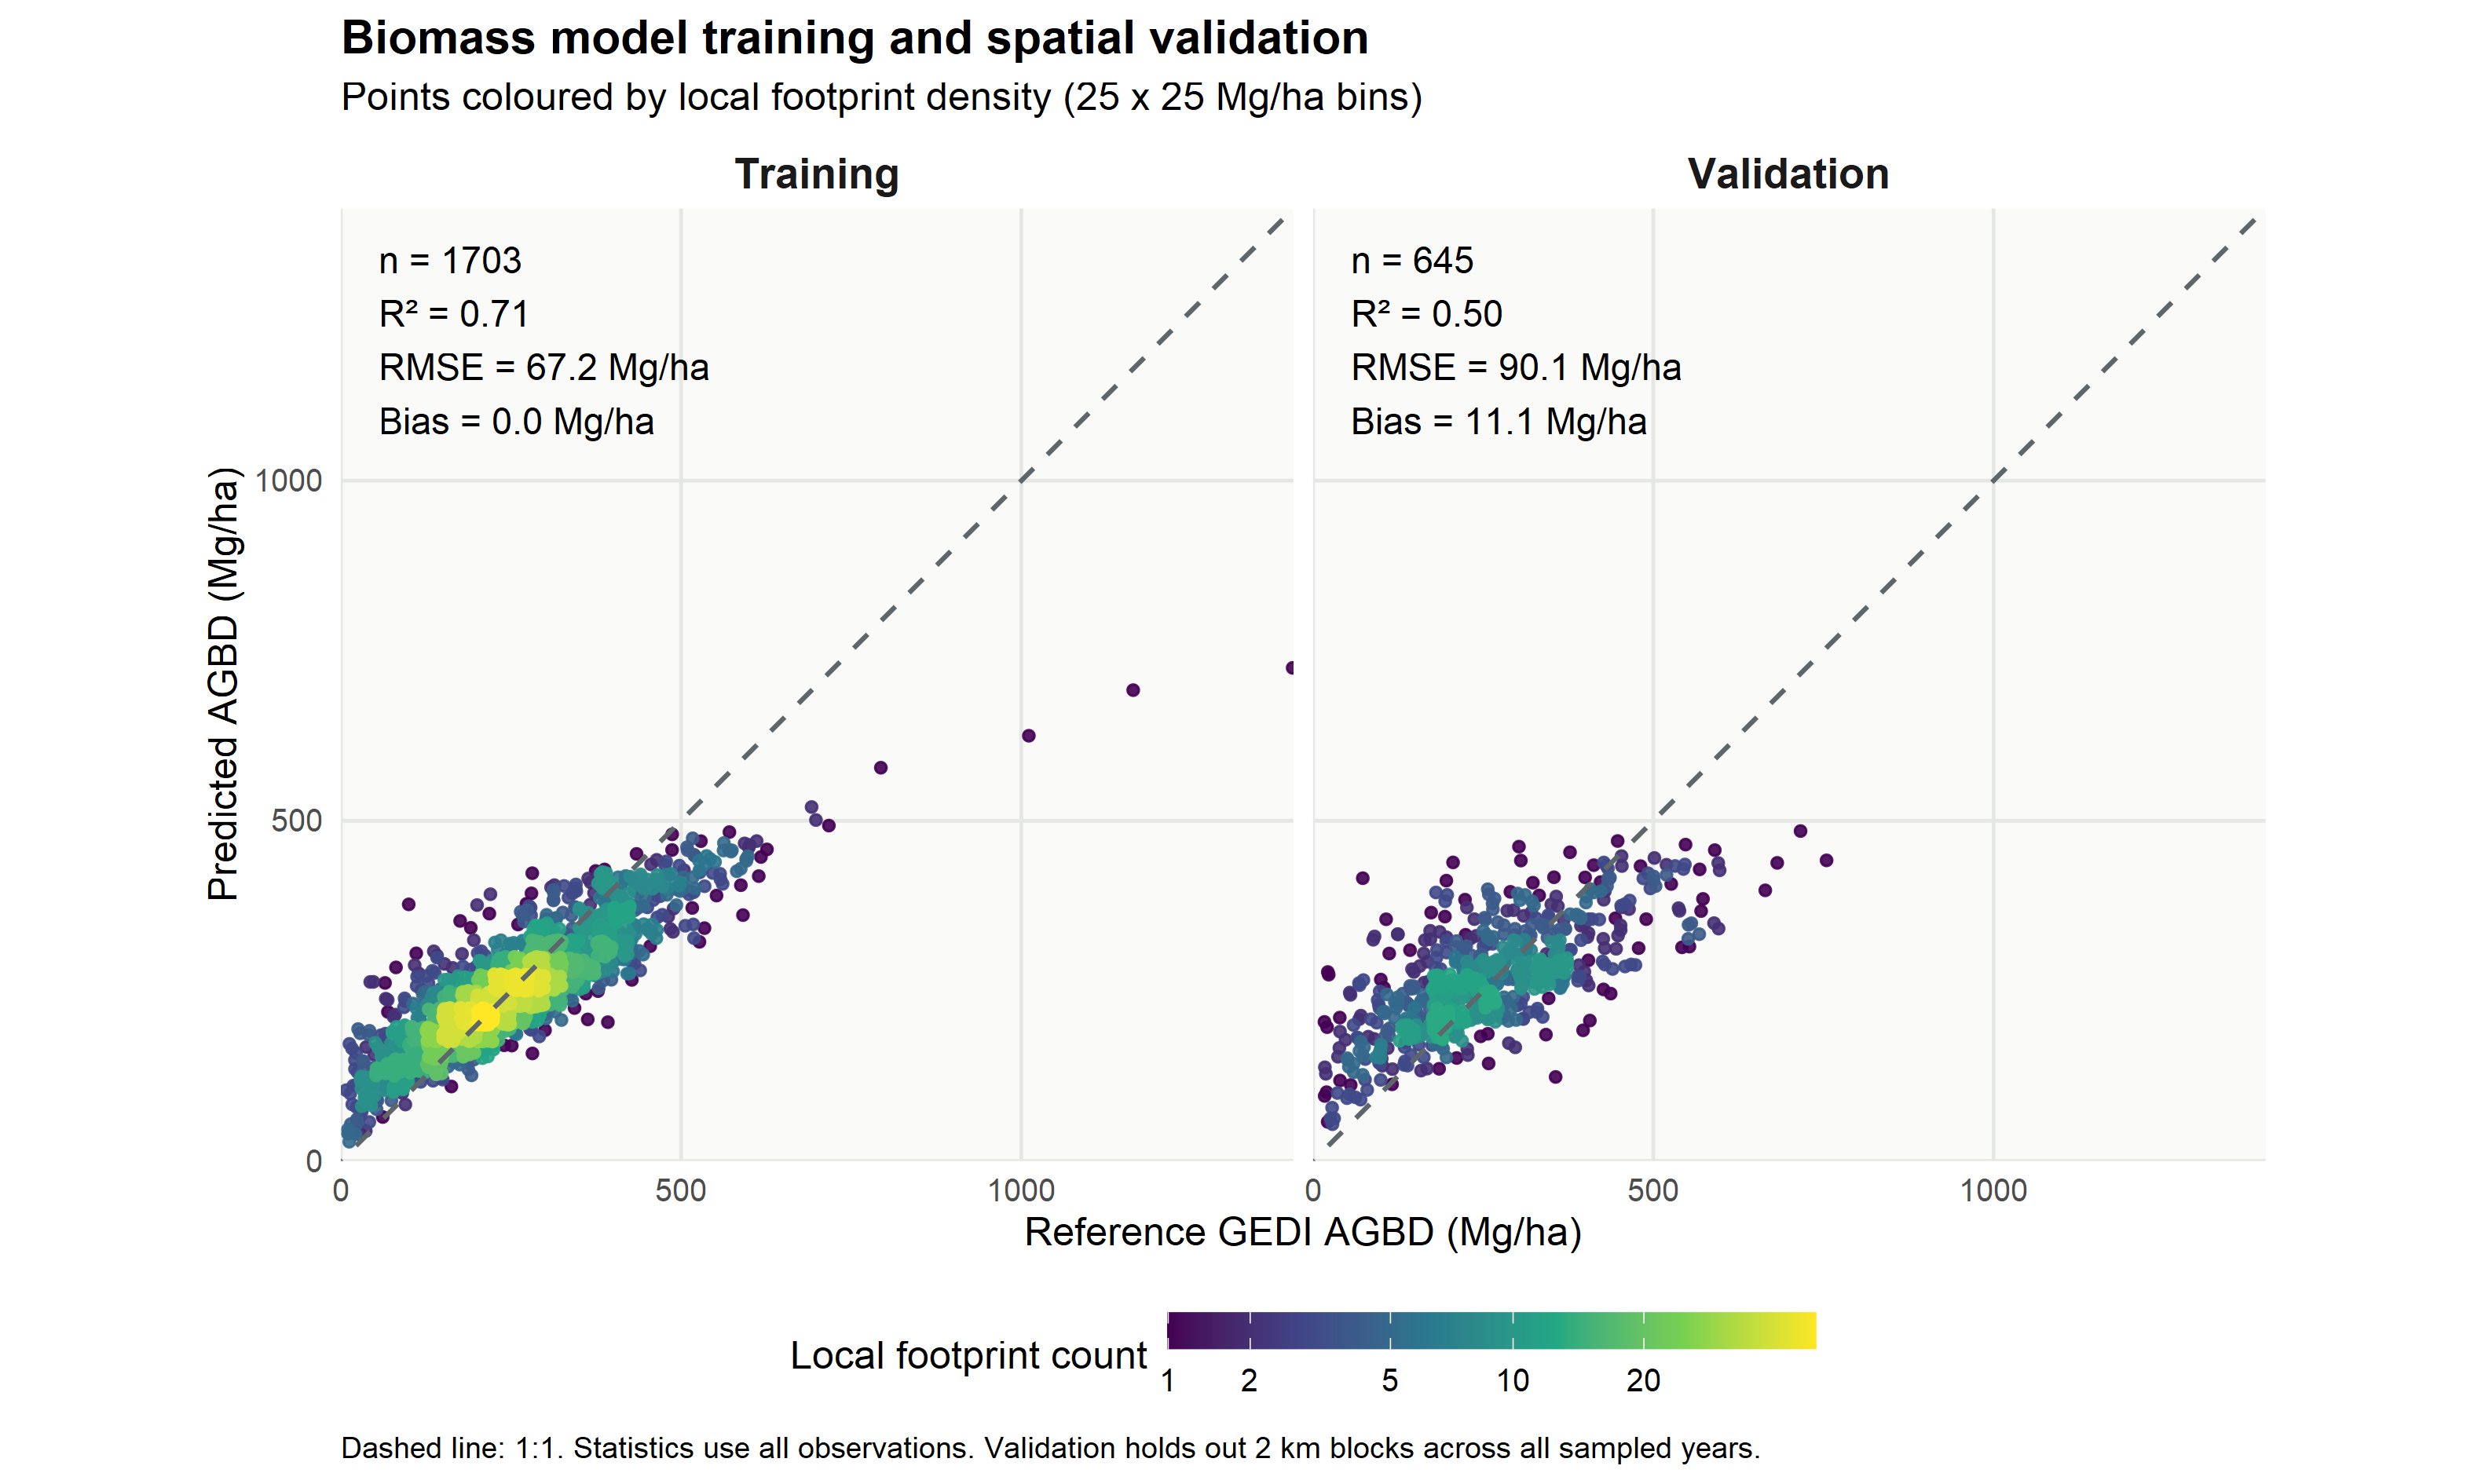 Biomass model training and spatial validation
Points coloured by local footprint density (25 x 25 Mg/ha bins)
Training
Validation
n = 1703
R² = 0.71
RMSE = 67.2 Mg/ha
Bias = 0.0 Mg/ha
n = 645
R² = 0.50
RMSE = 90.1 Mg/ha
Bias = 11.1 Mg/ha
Predicted AGBD (Mg/ha)
1000
500
0
0 500 1000
0 500 1000
Reference GEDI AGBD (Mg/ha)
Local footprint count
1 2 5 10 20
Dashed line: 1:1. Statistics use all observations. Validation holds out 2 km blocks across all sampled years.